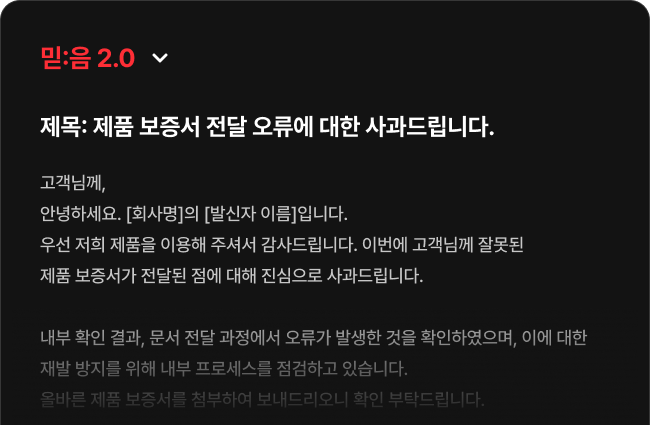 믿:음 2.0
제목: 제품 보증서 전달 오류에 대한 사과드립니다.
고객님께,
안녕하세요. [회사명]의 [발신자 이름]입니다.
우선 저희 제품을 이용해 주셔서 감사드립니다. 이번에 고객님께 잘못된
제품 보증서가 전달된 점에 대해 진심으로 사과드립니다.
내부 확인 결과, 문서 전달 과정에서 오류가 발생한 것을 확인하였으며, 이에 대한
재발 방지를 위해 내부 프로세스를 점검하고 있습니다.
올바른 제품 보증서를 첨부하여 보내드리오니 확인 부탁드립니다.